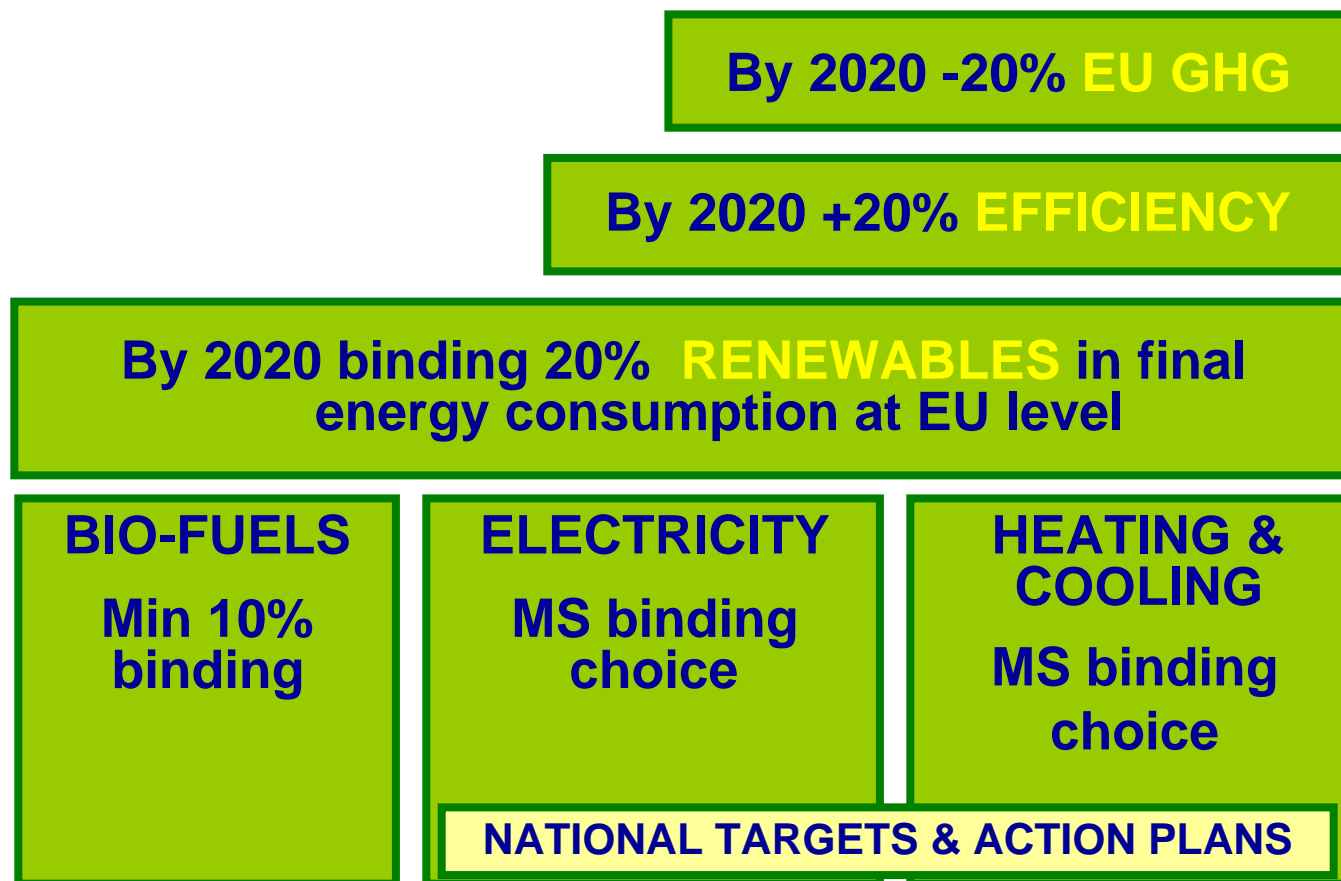 By 2020 -20% EU GHG
By 2020 +20% EFFICIENCY
By 2020 binding 20% RENEWABLES in final
energy consumption at EU level
BIO-FUELS
Min 10%
binding
ELECTRICITY
MS binding
choice
HEATING &
COOLING
MS binding
choice
NATIONAL TARGETS & ACTION PLANS